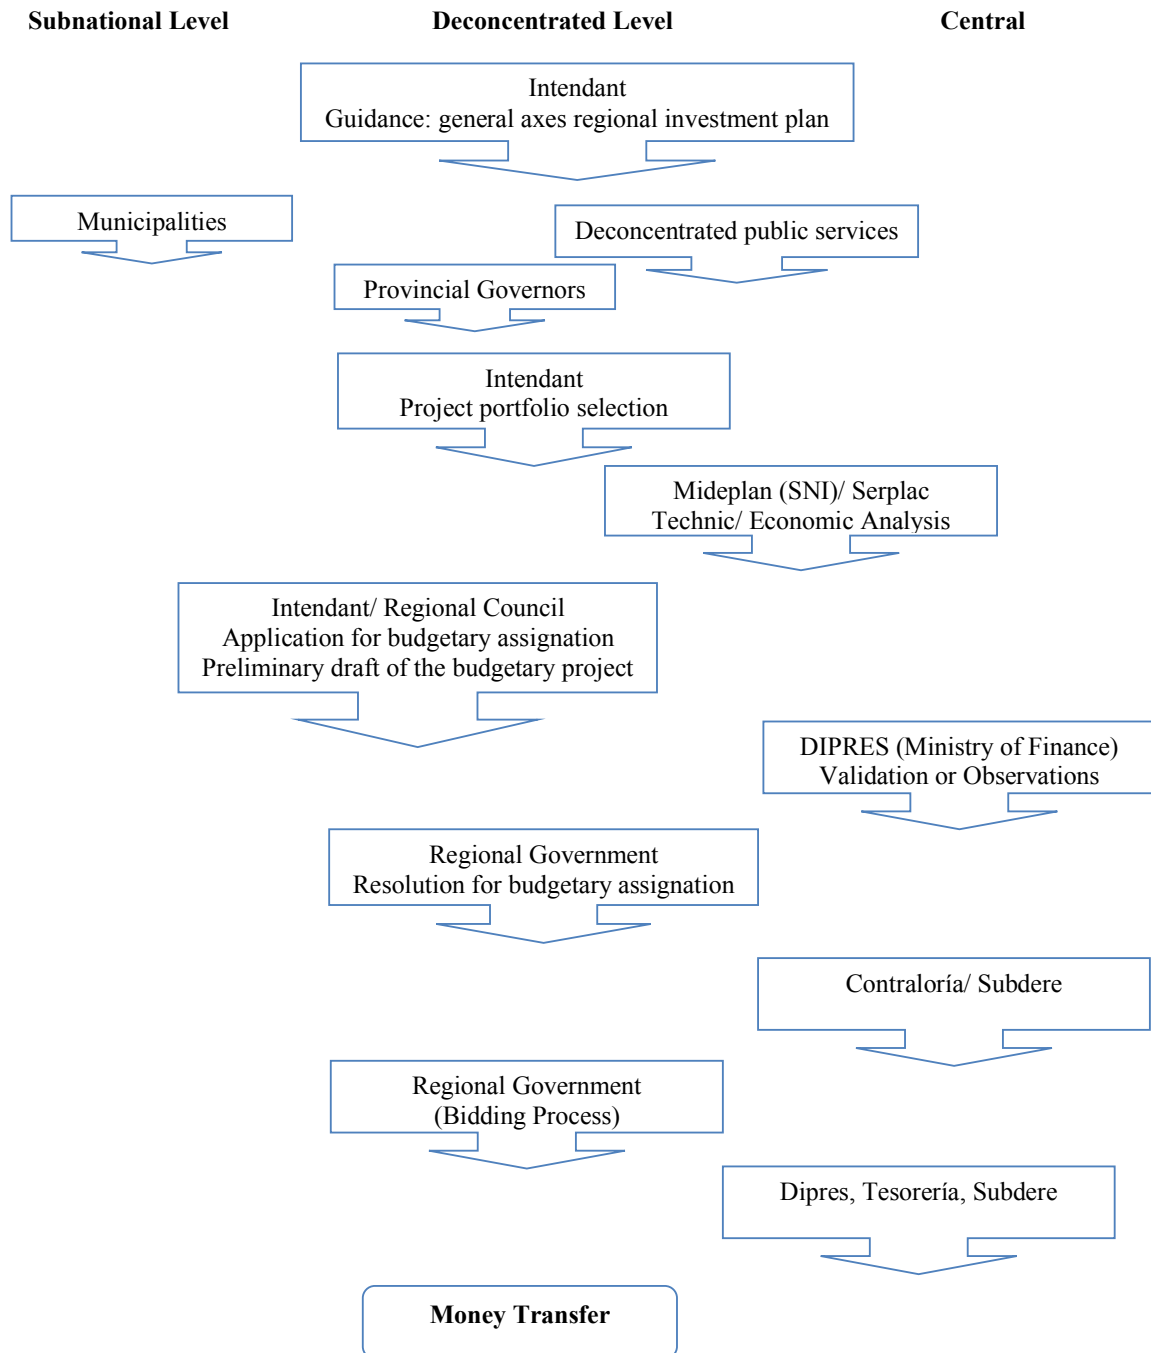 Subnational Level
Deconcentrated Level
Central
Intendant
Guidance: general axes regional investment plan
Municipalities
Deconcentrated public services
Provincial Governors
Intendant
Project portfolio selection
Mideplan (SNI)/ Serplac
Technic/ Economic Analysis
Intendant/ Regional Council
Application for budgetary assignation
Preliminary draft of the budgetary project
DIPRES (Ministry of Finance)
Validation or Observations
Regional Government
Resolution for budgetary assignation
Contraloría/ Subdere
Regional Government
(Bidding Process)
Dipres, Tesorería, Subdere
Money Transfer